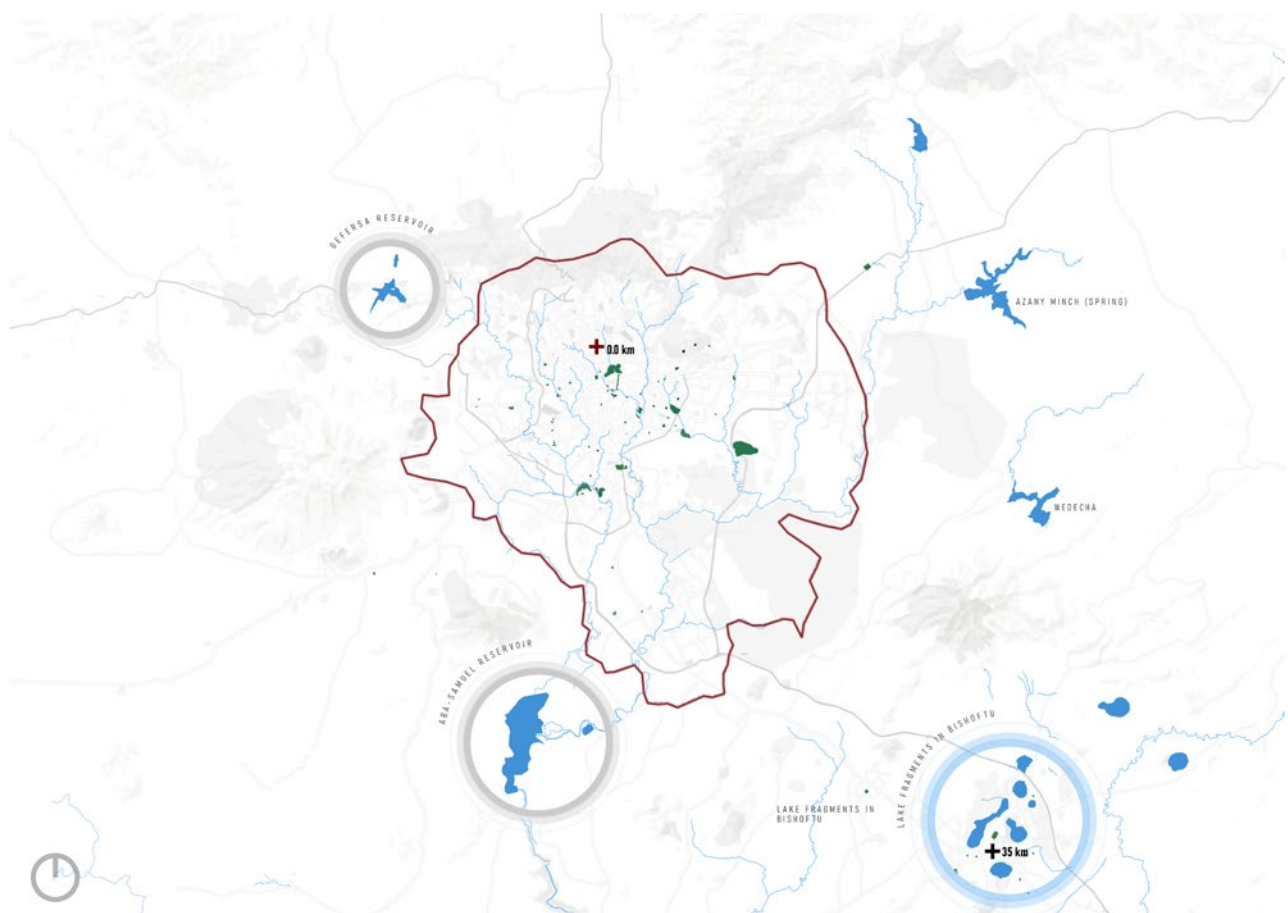 GEFERSA RESERVOIR
AZANY MINCH (SPRING)
0.0 km
WEDECHA
ABA-SAMUEL RESERVOIR
LAKE FRAGMENTS IN BISHOFTU
LAKE FRAGMENTS IN
BISHOFTU
35 km